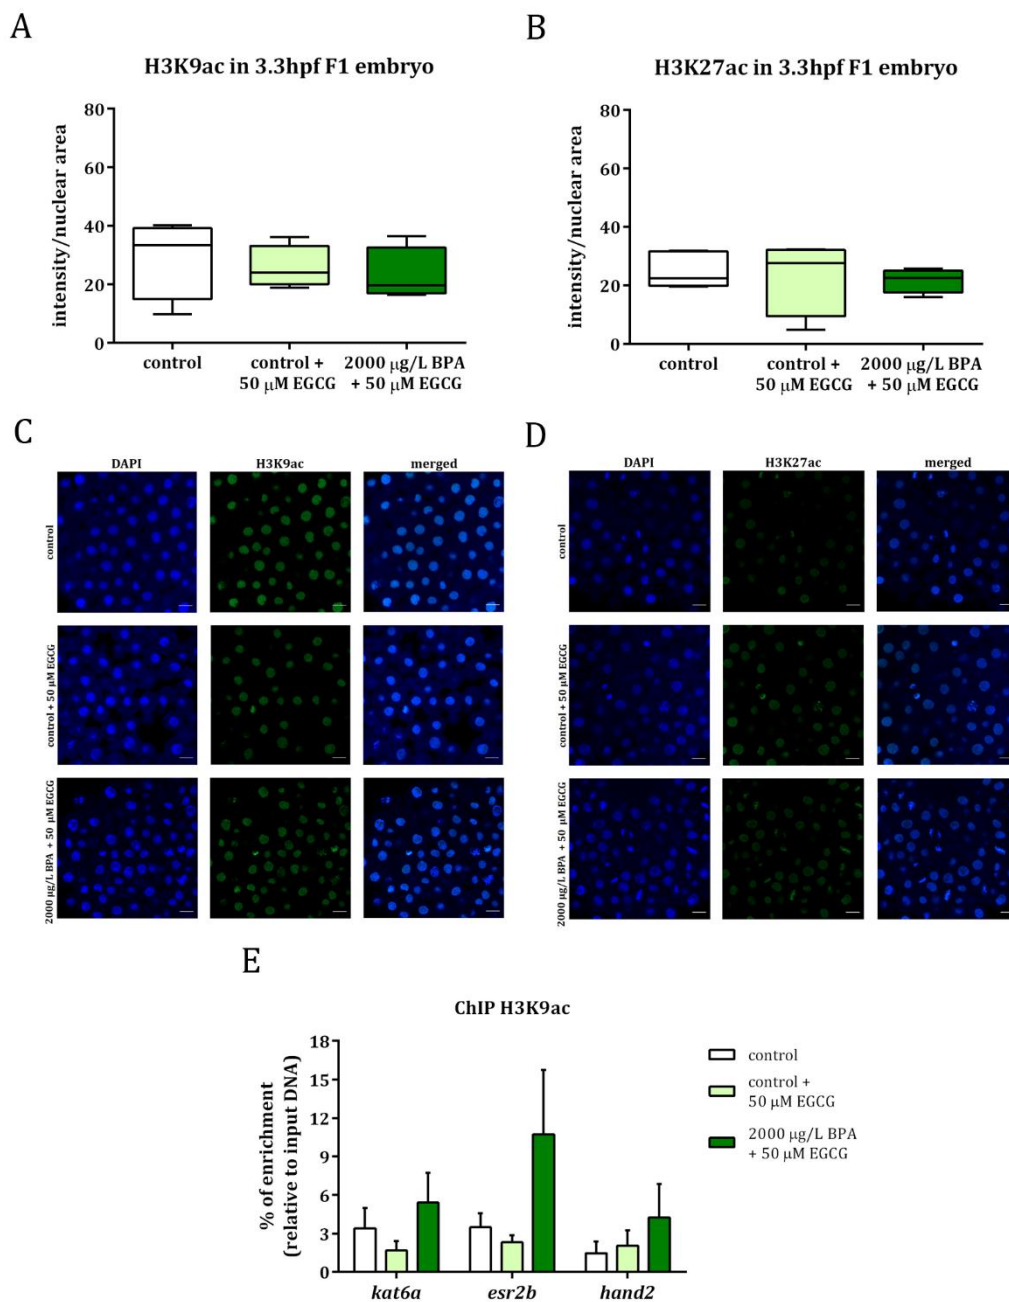 A
H3K9ac in 3.3hpf F1 embryo
intensity/nuclear area
80
60
40
20
0
control
control +
50 µM EGCG
2000 µg/L BPA
+ 50 µM EGCG
B
H3K27ac in 3.3hpf F1 embryo
intensity/nuclear area
80
60
40
20
0
control
control +
50 µM EGCG
2000 µg/L BPA
+ 50 µM EGCG
C
DAPI
H3K9ac
merged
control
control + 50 µM EGCG
2000 µg/L BPA + 50 µM EGCG
D
DAPI
H3K27ac
merged
control
control + 50 µM EGCG
2000 µg/L BPA + 50 µM EGCG
E
ChIP H3K9ac
% of enrichment
(relative to input DNA)
18
15
12
9
6
3
0
kat6a
esr2b
hand2
control
control +
50 µM EGCG
2000 µg/L BPA
+ 50 µM EGCG